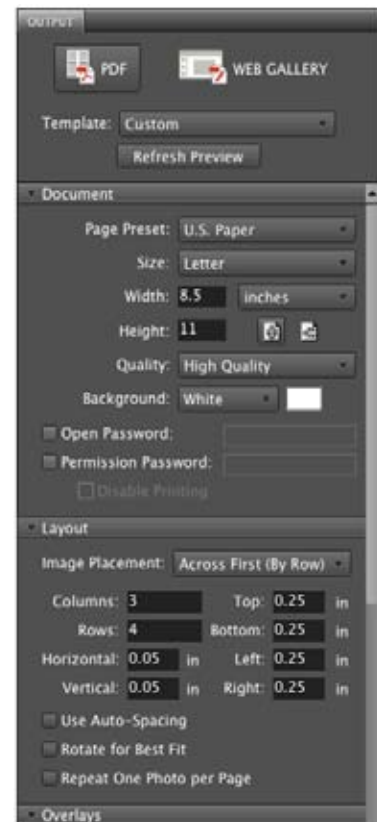 OUTPUT
PDF WEB GALLERY
Template: Custom
Refresh Preview
Document
Page Preset: U.S. Paper
Size: Letter
Width: 8.5 inches
Height: 11
Quality: High Quality
Background: White
Open Password:
Permission Password:
Disable Printing
Layout
Image Placement: Across First (By Row)
Columns: 3 Top: 0.25 in
Rows: 4 Bottom: 0.25 in
Horizontal: 0.05 in Left: 0.25 in
Vertical: 0.05 in Right: 0.25 in
Use Auto-Spacing
Rotate for Best Fit
Repeat One Photo per Page
Overlays